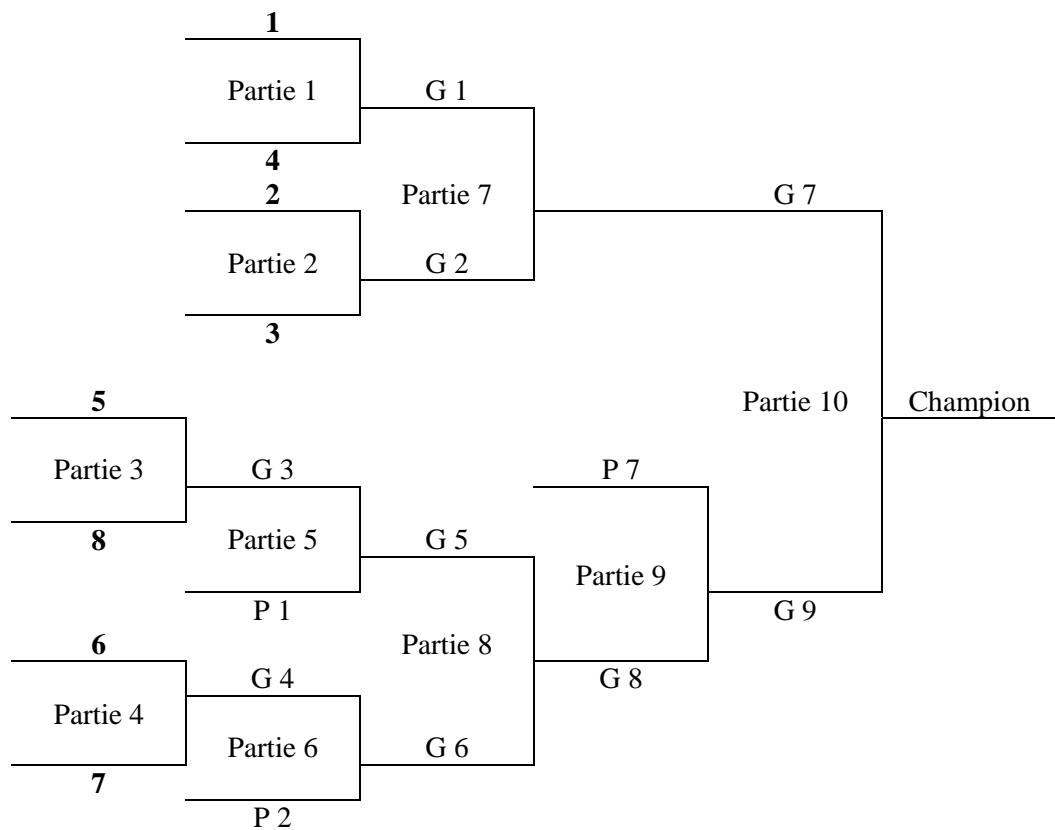 1
Partie 1
G 1
4
2
Partie 7
G 7
Partie 2
G 2
3
5
Partie 10
Champion
Partie 3
G 3
P 7
8
Partie 5
G 5
Partie 9
P 1
G 9
6
Partie 8
G 4
G 8
Partie 4
Partie 6
G 6
7
P 2